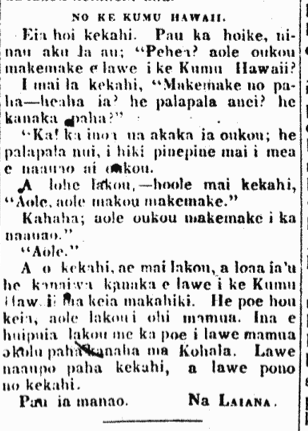 NO KE KUMU HAWAII.
Eia hoi kekahi. Pau ka hoike, ni-
nau aku la au; "Pehea? aole oukou
makemake e lawe i ke Kumu Hawaii?
I mai la kekahi, "Makemake no pa-
ha—heaha ia? he palapala anei? he
kanaka paha?"
"Ka! ka inoa na akaka ia oukou; he
palapala nui, i hiki pinepine mai i mea
e naauao ai oukou.
A lohe lakou,—hoole mai kekahi,
"Aole, aole makou makemake."
Kahaha; aole oukou makemake i ka
naauao."
"Aole."
A o kekahi, ae mai lakou, a loaa ia'u
he kanaiwa kanaka e lawe i ke Kumu
Haw. i keia makahiki. He poe hou
keia, aole lakou i ohi mamua. Ina e
huipuia lakou me ka poe i lawe mamua
akolu paha kanaha ma Kohala. Lawe
naaupo paha kekahi, a lawe pono
no kekahi.
Pau ia manao. Na LAIANA.